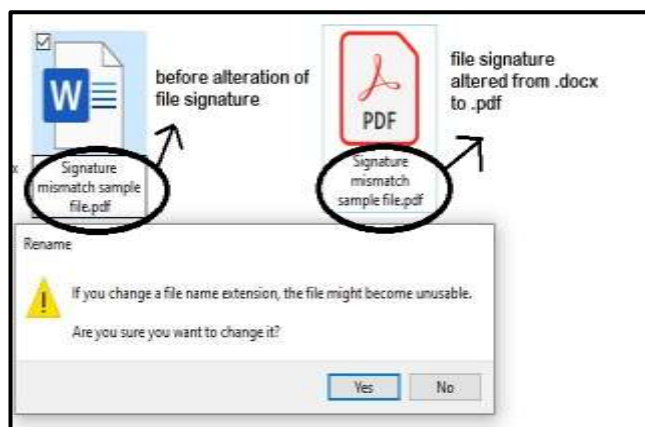 before alteration of
file signature
file signature
altered from .docx
to .pdf
W
PDF
x
Signature
mismatch sample
file.pdf
Signature
mismatch
sample file.pdf
Rename
If you change a file name extension, the file might become unusable.
Are you sure you want to change it?
Yes
No